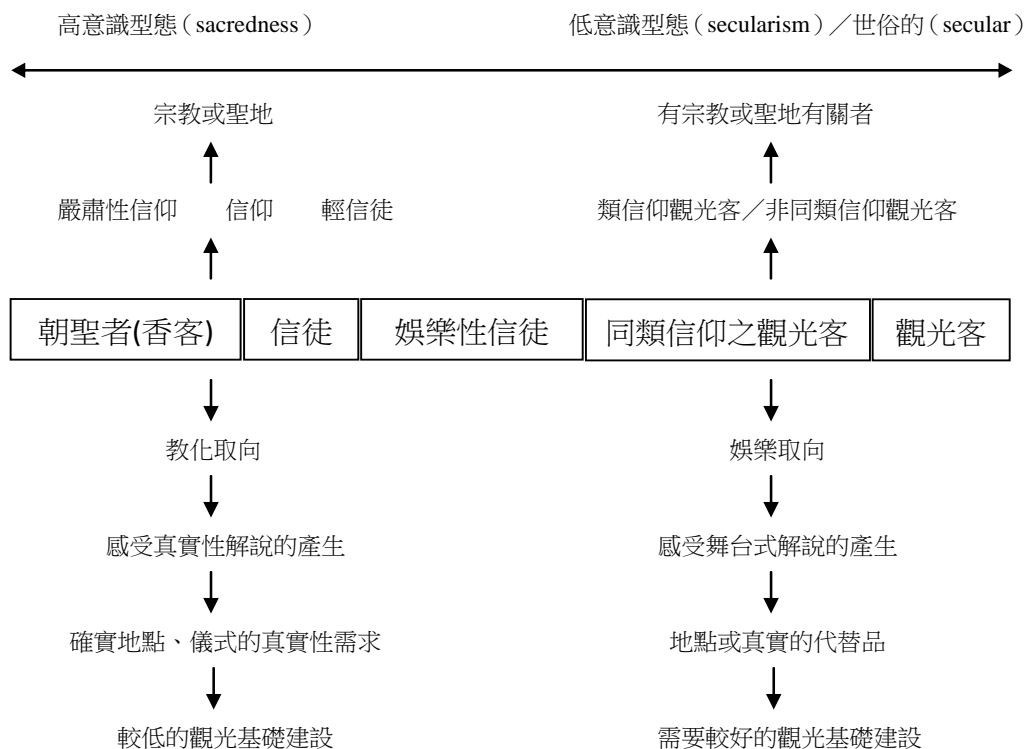 高意識型態（sacredness） 低意識型態（secularism）／世俗的（secular）
宗教或聖地 有宗教或聖地有關者
嚴肅性信仰 信仰 輕信徒 類信仰觀光客／非同類信仰觀光客
朝聖者(香客) 信徒 娛樂性信徒 同類信仰之觀光客 觀光客
教化取向 娛樂取向
感受真實性解說的產生 感受舞台式解說的產生
確實地點、儀式的真實性需求 地點或真實的代替品
較低的觀光基礎建設 需要較好的觀光基礎建設